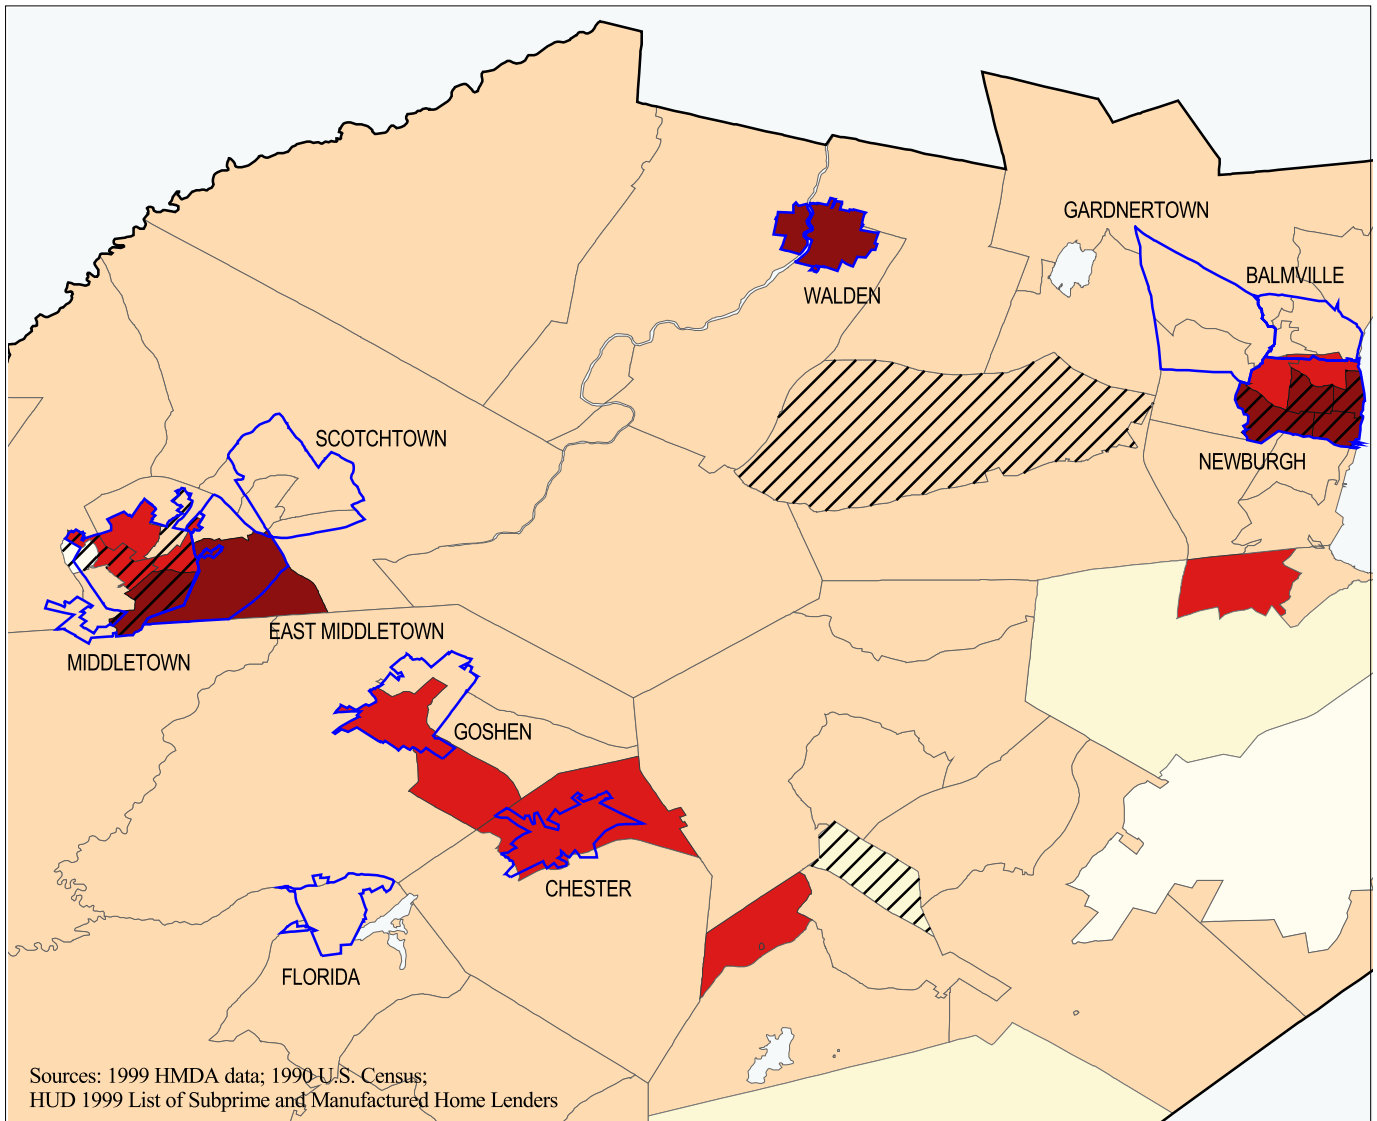 GARDNERTOWN
BALMVILLE
WALDEN
SCOTCHTOWN
NEWBURGH
EAST MIDDLETOWN
MIDDLETOWN
GOSHEN
CHESTER
FLORIDA
Sources: 1999 HMDA data; 1990 U.S. Census;
HUD 1999 List of Subprime and Manufactured Home Lenders